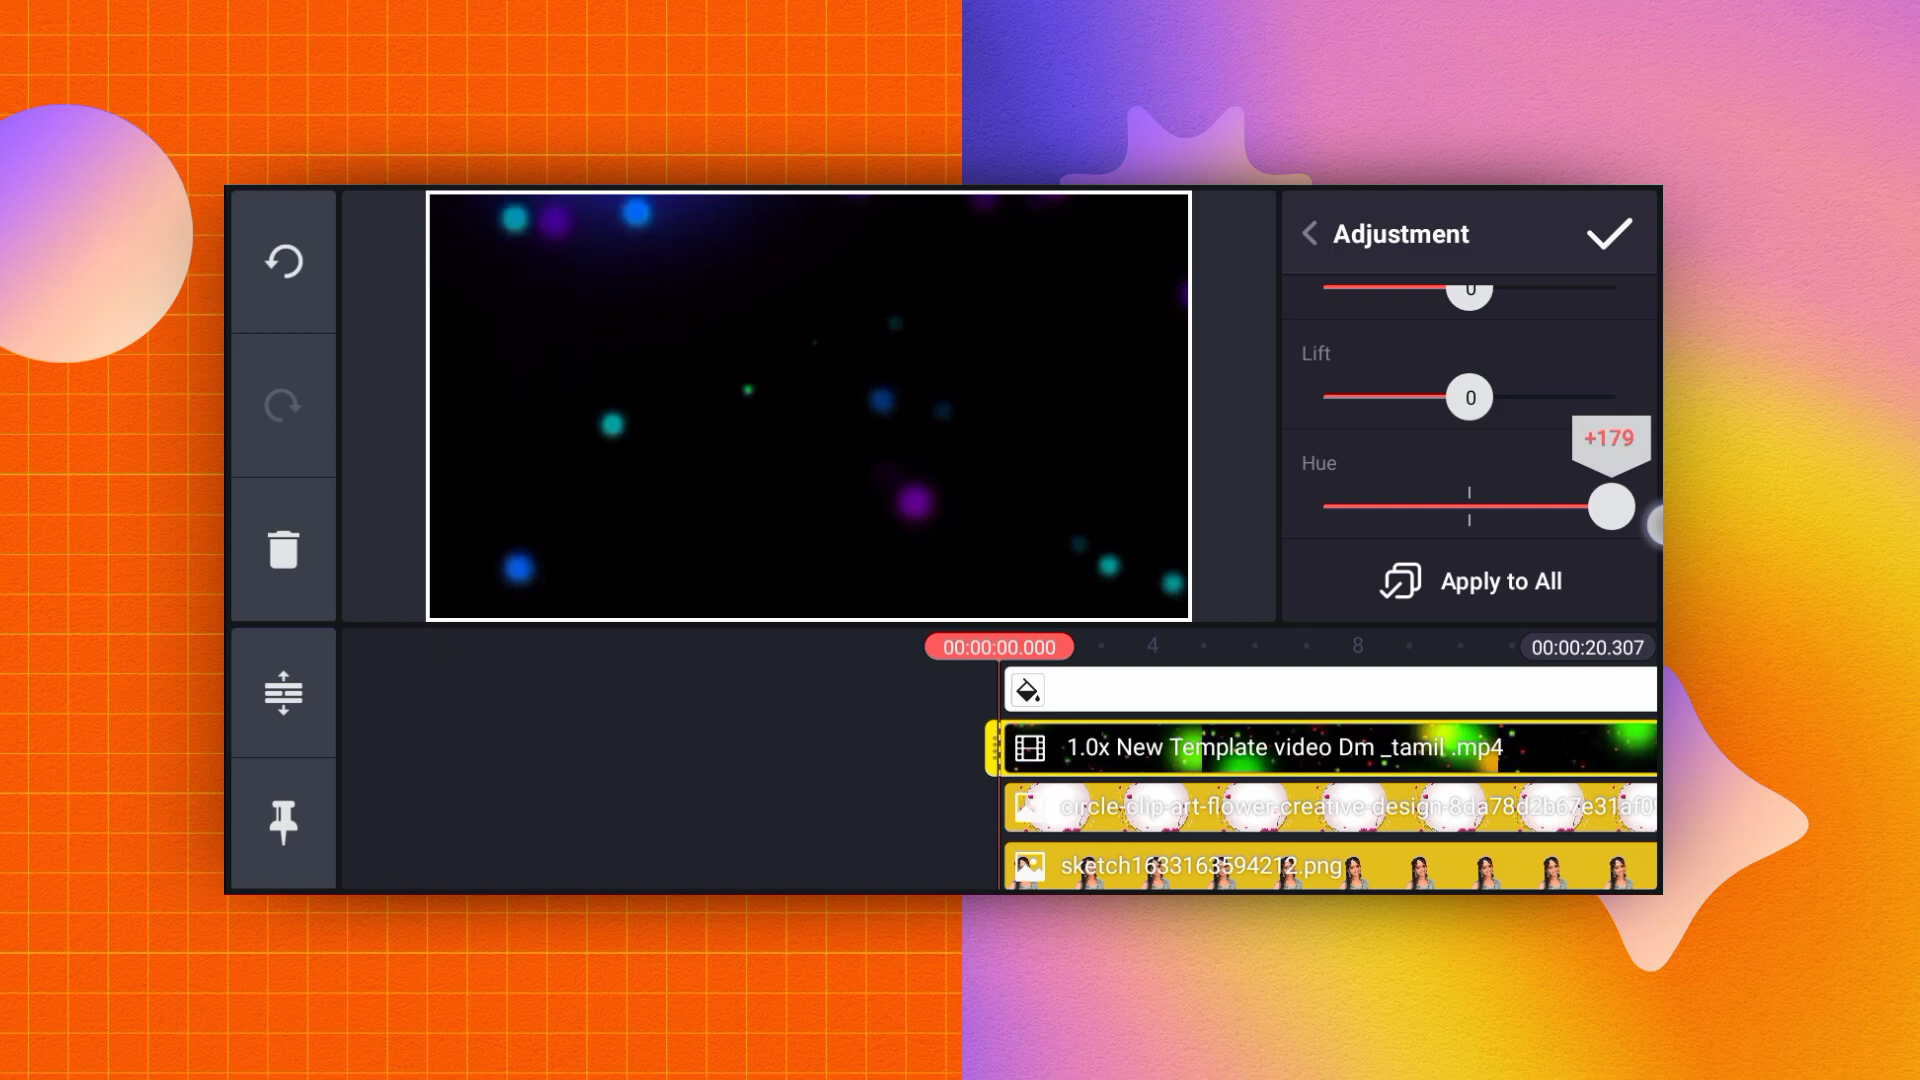 Adjustment
0
Lift
0
+179
Hue
Apply to All
00:00:00.000
4
8
00:00:20.307
1.0x New Template video Dm _tamil .mp4
circle-clip-art-flower-creative-design-8da78d2b67e31af0
sketch1633163594212.png